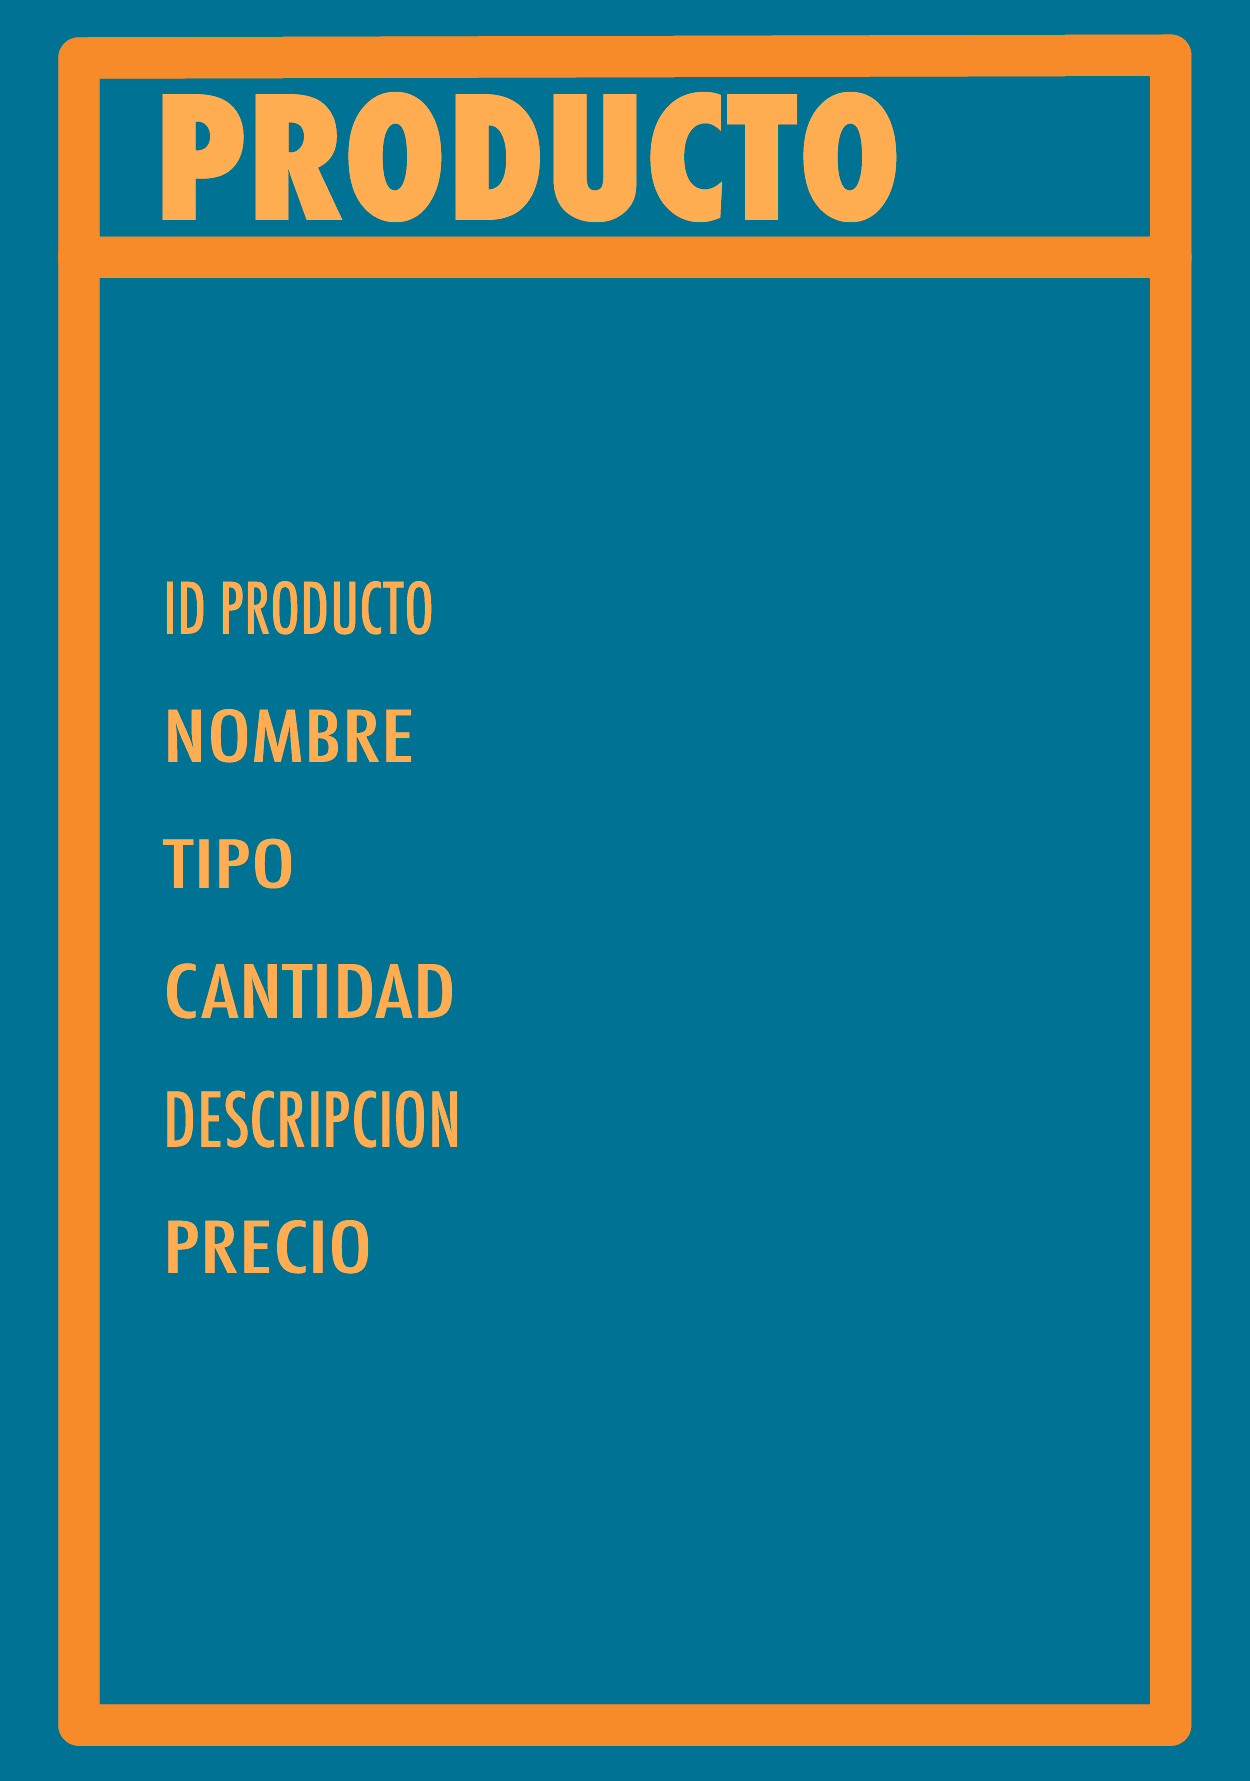 PRODUCTO
ID PRODUCTO
NOMBRE
TIPO
CANTIDAD
DESCRIPCION
PRECIO